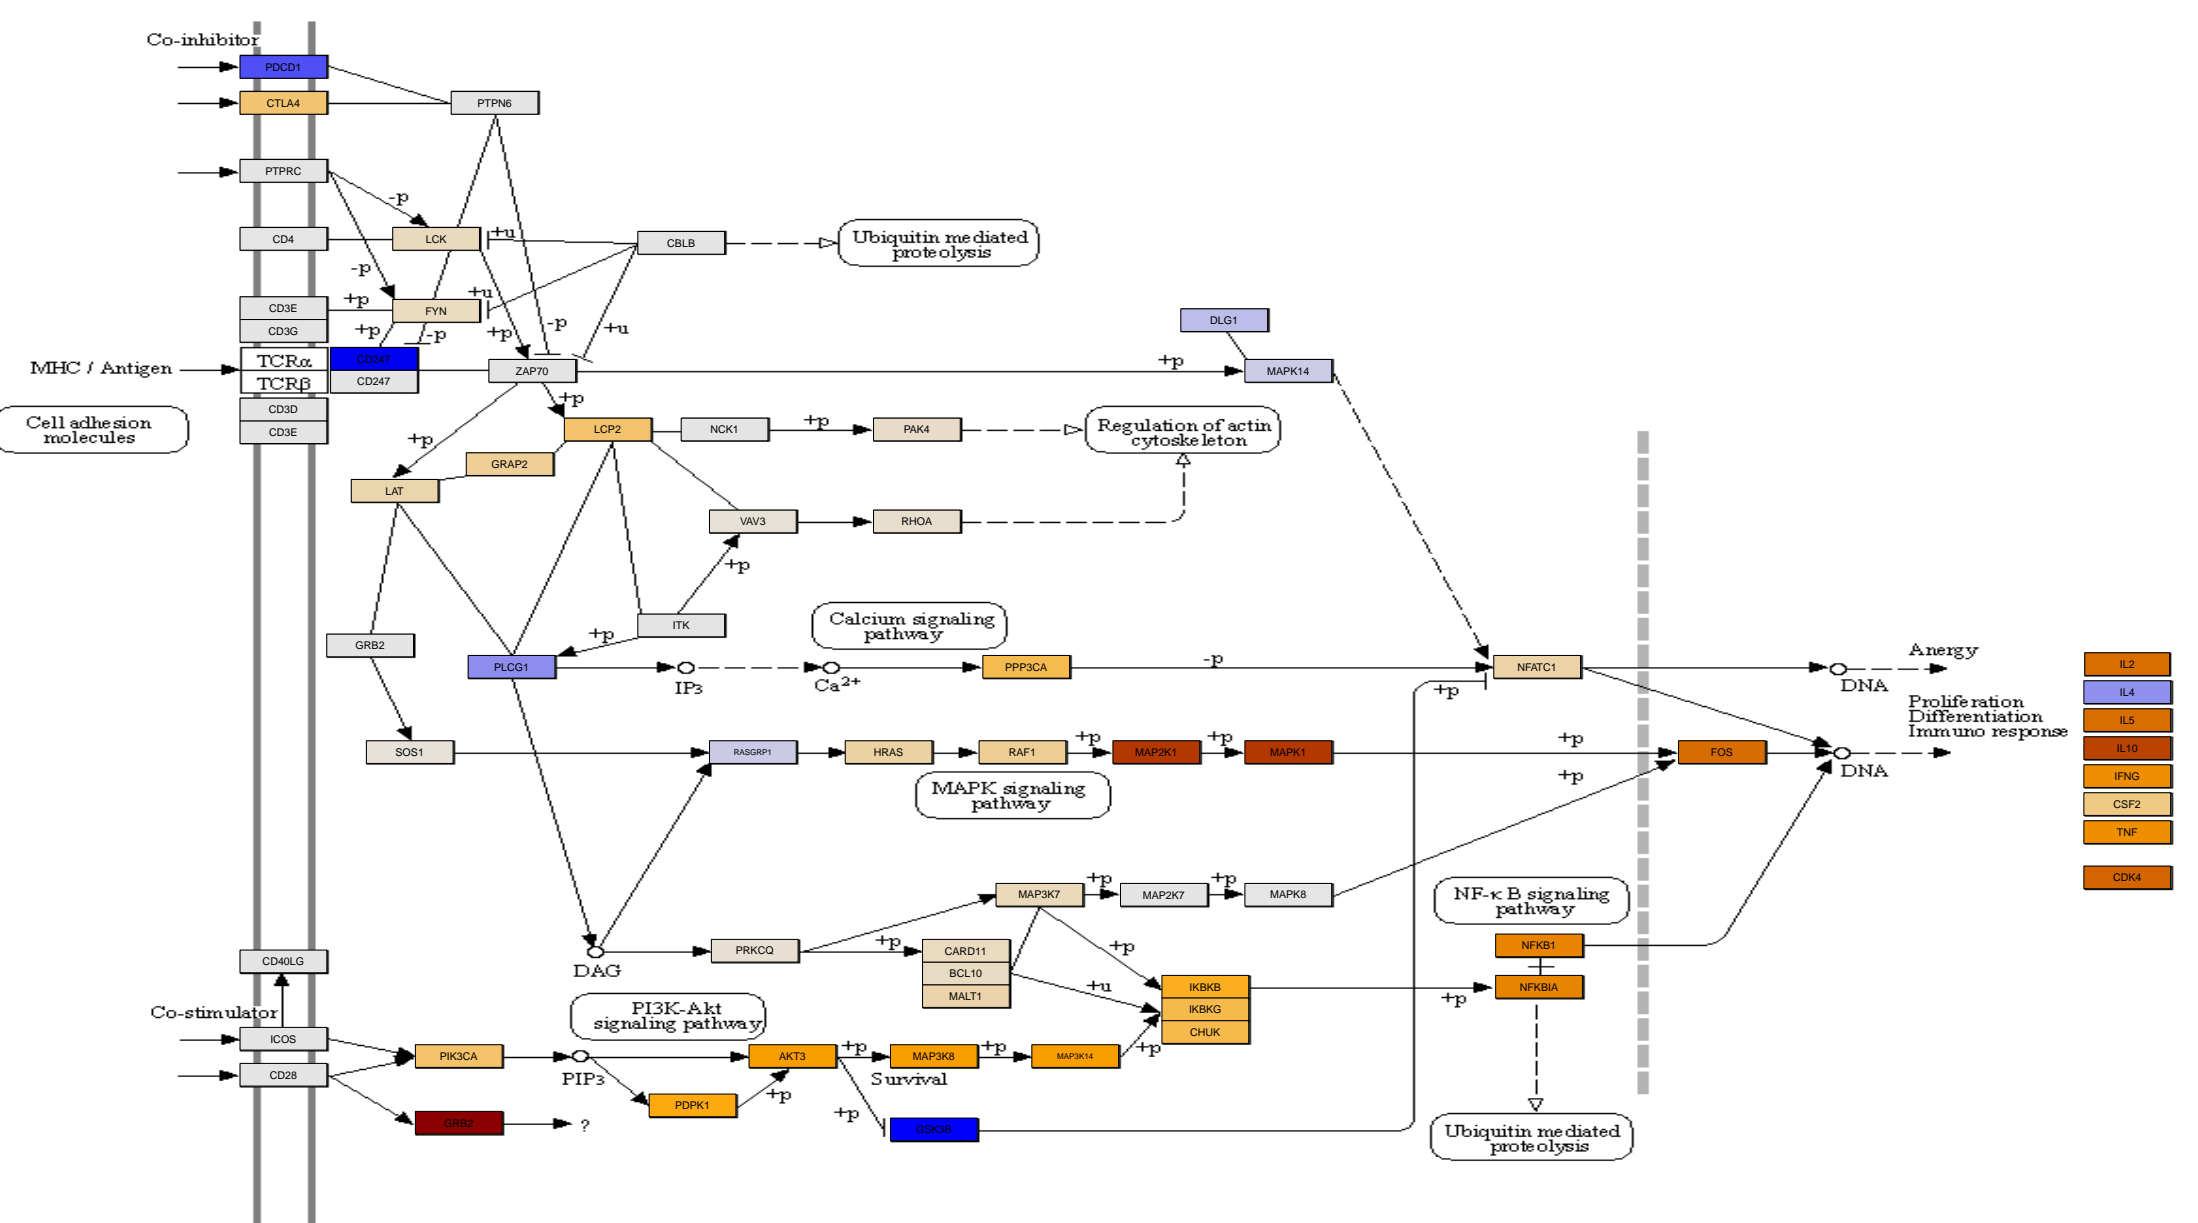 Co-inhibitor
PDCD1
CTLA4
PTPN6
PTPRC
-p
CD4
LCK
+u
CBLB
Ubiquitin mediated
proteolysis
-p
CD3E
+p
FYN
+u
CD3G
+p
-p
+p
-p
+u
DLG1
MHC / Antigen
TCRα
CD247
TCRβ
CD247
ZAP70
+p
MAPK14
Cell adhesion
molecules
CD3D
CD3E
+p
+p
LCP2
NCK1
+p
PAK4
Regulation of actin
cytoskeleton
GRAP2
LAT
VAV3
RHOA
+p
ITK
Calcium signaling
pathway
GRB2
+p
PLCG1
IP3
Ca2+
PPP3CA
-p
NFATC1
+p
DNA
Anergy
Proliferation
Differentiation
Immuno response
IL2
IL4
IL5
IL10
IFNG
CSF2
TNF
CDK4
SOS1
RASGRP1
HRAS
RAF1
+p
MAP2K1
+p
MAPK1
+p
+p
FOS
DNA
MAPK signaling
pathway
MAP3K7
+p
MAP2K7
+p
MAPK8
NF-κ B signaling
pathway
DAG
PRKCQ
+p
CARD11
BCL10
MALT1
+p
+u
IKBKB
IKBKG
CHUK
+p
+p
NFKB1
NFKBIA
CD40LG
Co-stimulator
ICOS
CD28
PI3K-Akt
signaling pathway
PIK3CA
PIP3
AKT3
+p
MAP3K8
+p
MAP3K14
Survival
PDPK1
+p
+p
GRB2
?
GSK3B
Ubiquitin mediated
proteolysis